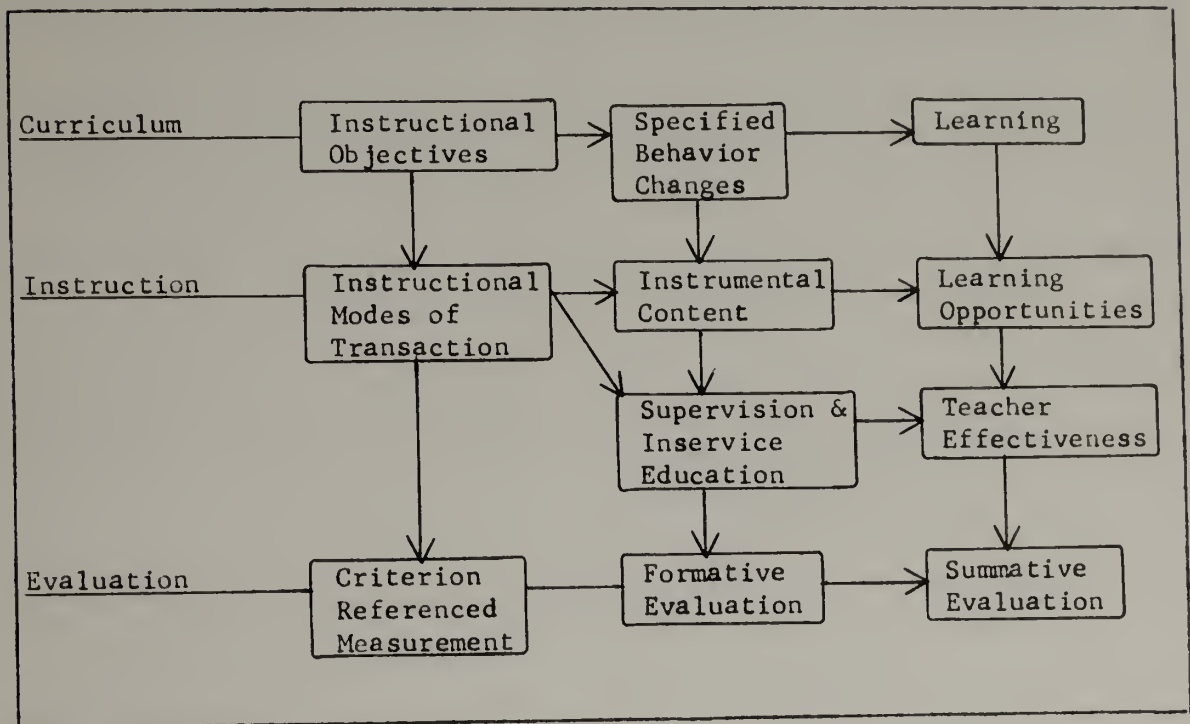 Curriculum
Instructional
Objectives
Specified
Behavior
Changes
Learning
Instruction
Instructional
Modes of
Transaction
Instrumental
Content
Learning
Opportunities
Supervision &
Inservice
Education
Teacher
Effectiveness
Evaluation
Criterion
Referenced
Measurement
Formative
Evaluation
Summative
Evaluation